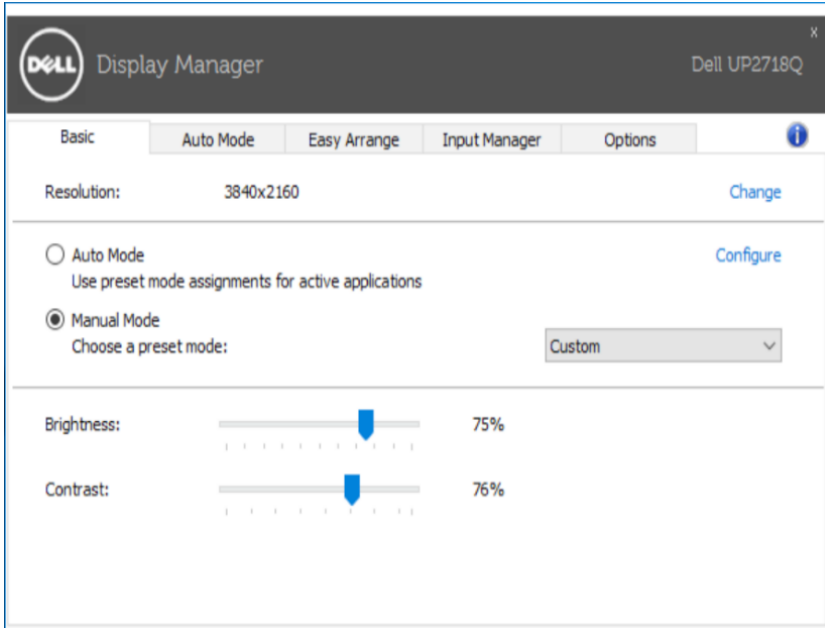 X
DELL Display Manager Dell UP2718Q
Basic Auto Mode Easy Arrange Input Manager Options i
Resolution: 3840x2160 Change
Auto Mode Configure
Use preset mode assignments for active applications
Manual Mode
Choose a preset mode: Custom
Brightness: 75%
Contrast: 76%